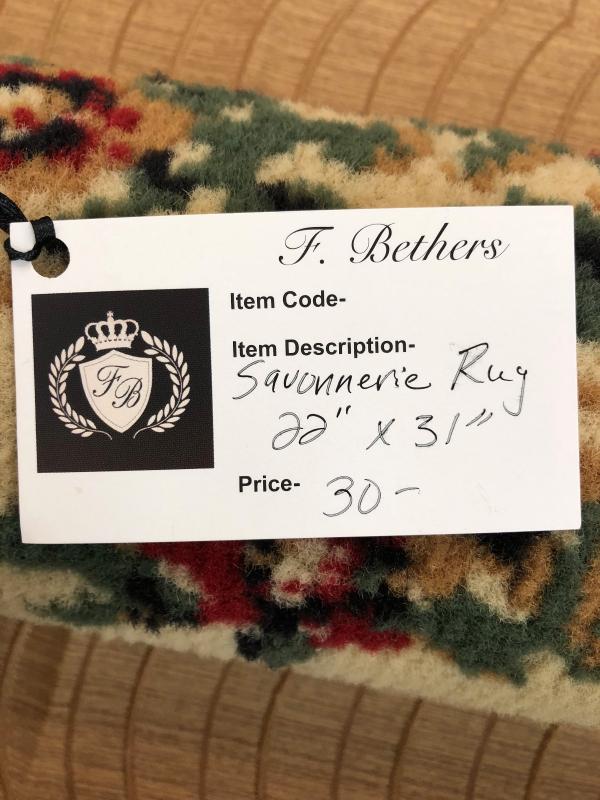 F. Bethers
Item Code-
Item Description-
Savonnerie Rug
22" x 31"
Price- 30-
FB